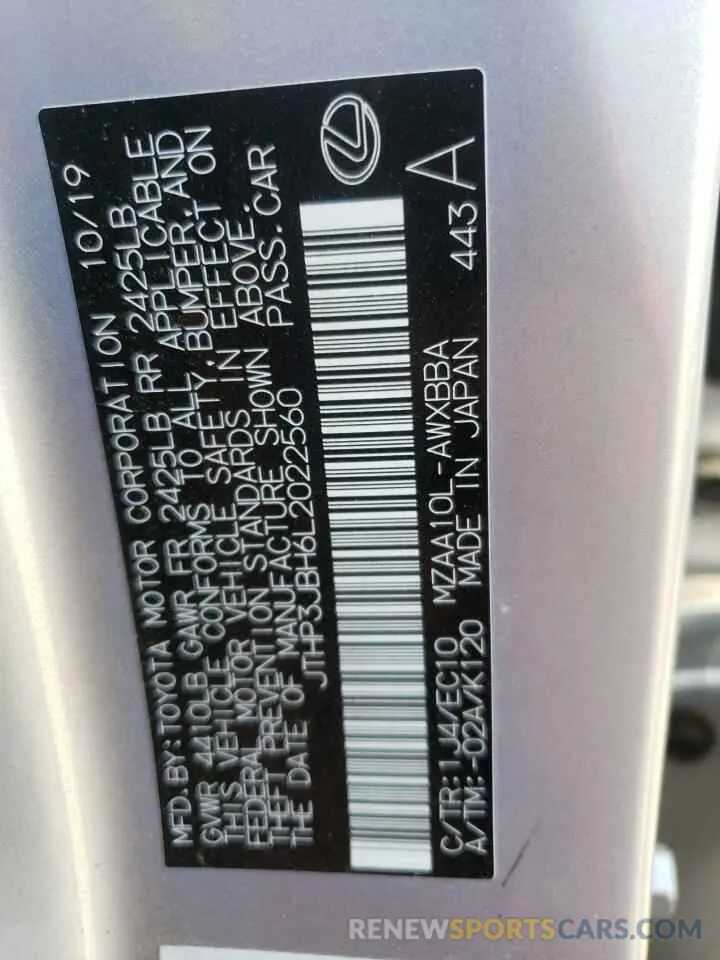 MFD. BY: TOYOTA MOTOR CORPORATION 10/19
GVWR 4410LB GAWR FR 2425LB RR 2425LB
THIS VEHICLE CONFORMS TO ALL APPLICABLE
FEDERAL MOTOR VEHICLE SAFETY, BUMPER, AND
THEFT PREVENTION STANDARDS IN EFFECT ON
THE DATE OF MANUFACTURE SHOWN ABOVE.
JTHP3JBH6L2022560 PASS. CAR
C/TR: 1J4/EC10 MZAA10L-AWXBBA 443 A
A/TM: -02A/K120 MADE IN JAPAN
RENEWSPORTSCARS.COM